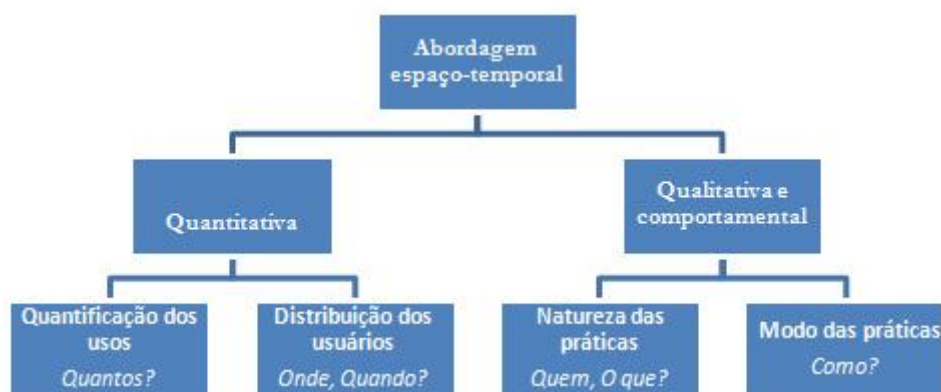 Abordagem
espaço-temporal
Quantitativa
Qualitativa e
comportamental
Quantificação dos
usos
Quantos?
Distribuição dos
usuários
Onde, Quando?
Natureza das
práticas
Quem, O que?
Modo das práticas
Como?